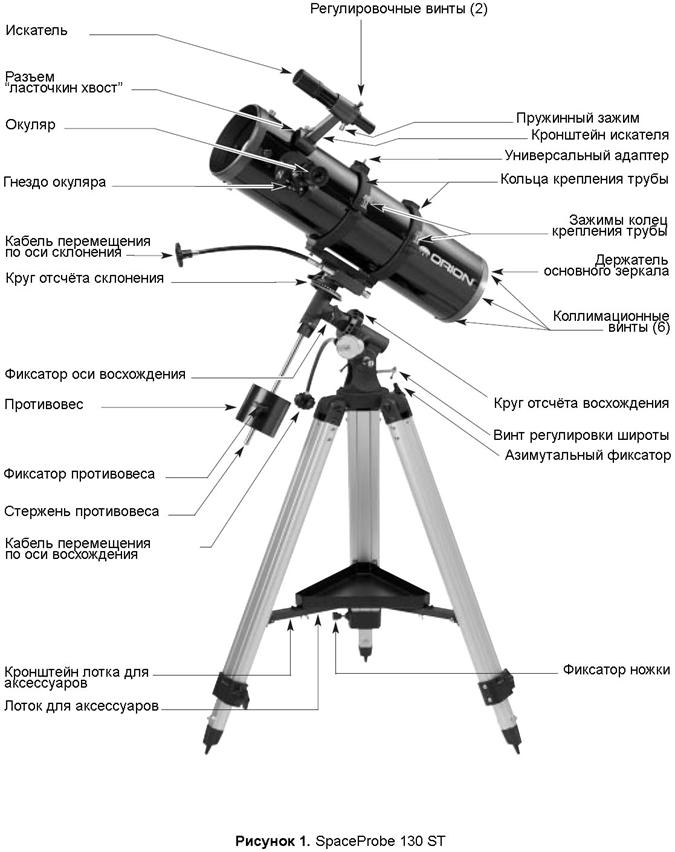 Регулировочные винты (2)
Искатель
Разъем
“ласточкин хвост”
Окуляр
Гнездо окуляра
Кабель перемещения
по оси склонения
Круг отсчёта склонения
Фиксатор оси восхождения
Противовес
Фиксатор противовеса
Стержень противовеса
Кабель перемещения
по оси восхождения
Кронштейн лотка для
аксессуаров
Лоток для аксессуаров
Пружинный зажим
Кронштейн искателя
Универсальный адаптер
Кольца крепления трубы
Зажимы колец
крепления трубы
Держатель
основного зеркала
Коллимационные
винты (6)
ORION
Круг отсчёта восхождения
Винт регулировки широты
Азимутальный фиксатор
Фиксатор ножки
Рисунок 1. SpaceProbe 130 ST